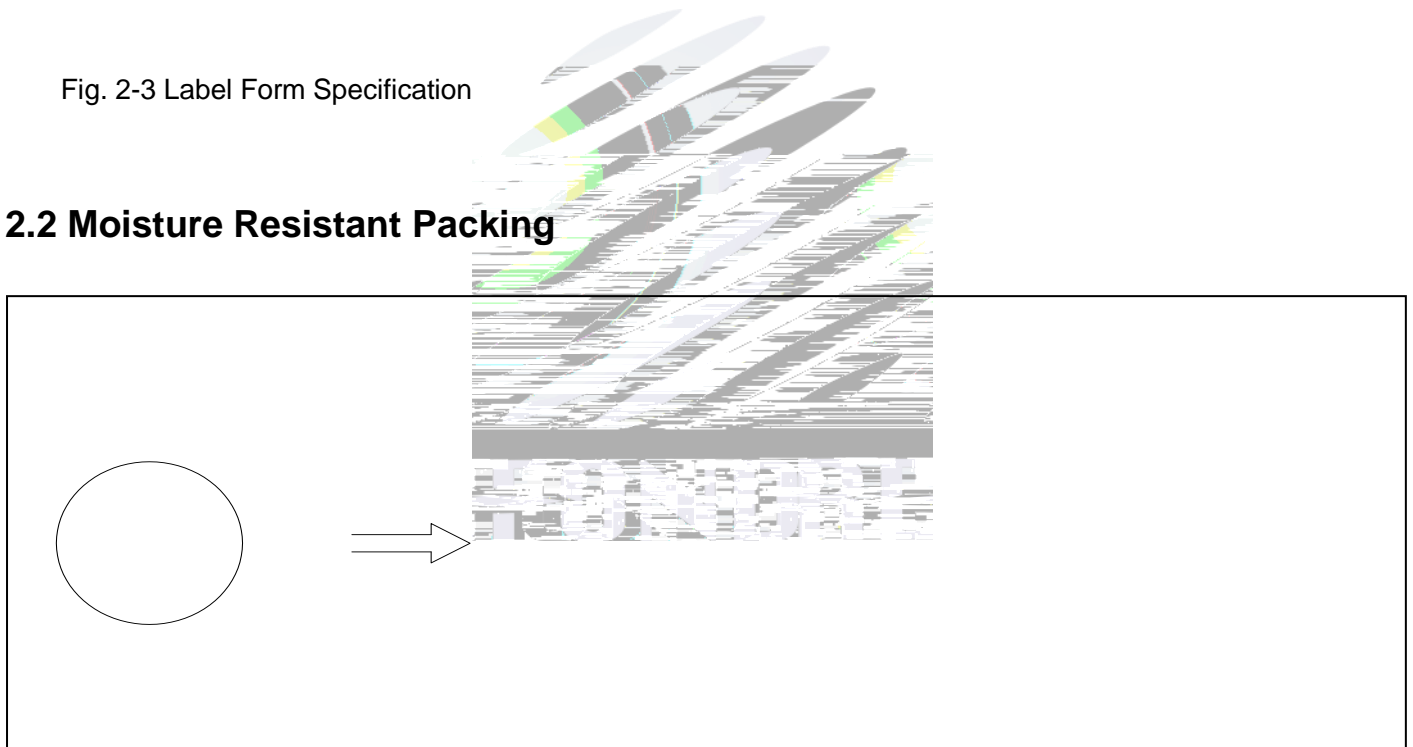 Fig. 2-3 Label Form Specification
2.2 Moisture Resistant Packing